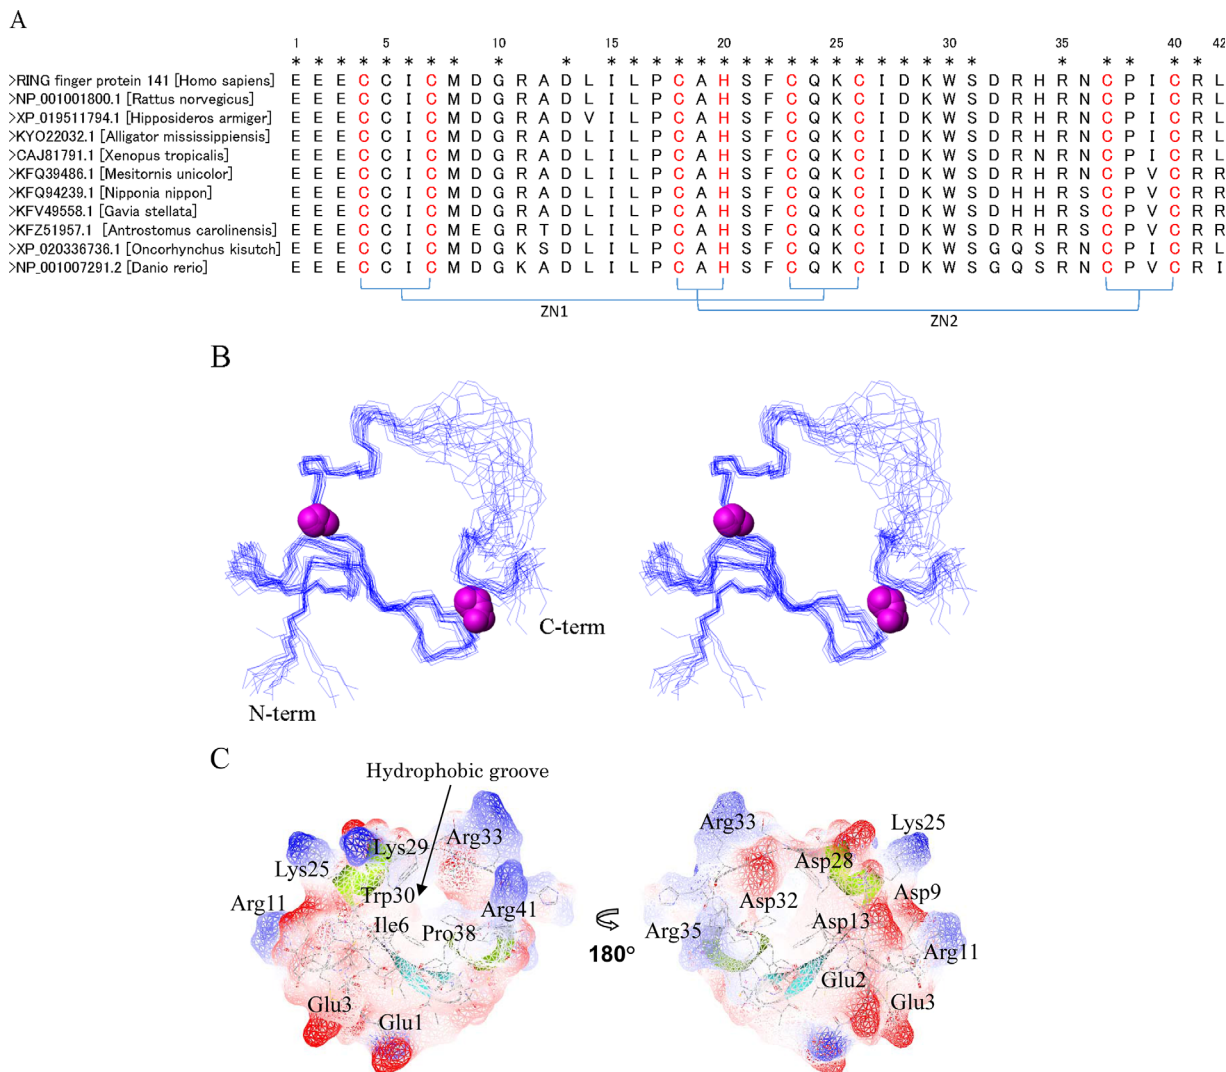 A
1 5 10 15 20 25 30 35 40 42
* * * * * * * * * * * * * * * * * * * * * * * * * * * * * * * *
>RING finger protein 141 [Homo sapiens] E E E C C I C M D G R A D L I L P C A H S F C Q K C I D K W S D R H R N C P I C R L
>NP_001001800.1 [Rattus norvegicus] E E E C C I C M D G R A D L I L P C A H S F C Q K C I D K W S D R H R N C P I C R L
>XP_019511794.1 [Hipposideros armiger] E E E C C I C M D G R A D V I L P C A H S F C Q K C I D K W S D R H R N C P I C R L
>KYO22032.1 [Alligator mississippiensis] E E E C C I C M D G R A D L I L P C A H S F C Q K C I D K W S D R H R N C P I C R L
>CAJ81791.1 [Xenopus tropicalis] E E E C C I C M D G R A D L I L P C A H S F C Q K C I D K W S D R N R N C P I C R L
>KFQ39486.1 [Mesitornis unicolor] E E E C C I C M D G R A D L I L P C A H S F C Q K C I D K W S D R H R S C P V C R R
>KFQ94239.1 [Nipponia nippon] E E E C C I C M D G R A D L I L P C A H S F C Q K C I D K W S D H H R S C P V C R R
>KFV49558.1 [Gavia stellata] E E E C C I C M D G R A D L I L P C A H S F C Q K C I D K W S D H H R S C P V C R R
>KFZ51957.1 [Antrostomus carolinensis] E E E C C I C M E G R T D L I L P C A H S F C Q K C I D K W S D R H R S C P V C R R
>XP_020336736.1 [Oncorhynchus kisutch] E E E C C I C M D G K S D L I L P C A H S F C Q K C I D K W S G Q S R N C P I C R L
>NP_001007291.2 [Danio rerio] E E E C C I C M D G K A D L I L P C A H S F C Q K C I D K W S G Q S R N C P V C R I
ZN1
ZN2
B
C-term
N-term
C
Hydrophobic groove
Lys29
Arg33
Lys25
Trp30
Arg11
Ile6
Pro38
Arg41
Glu3
Glu1
180°
Arg33
Lys25
Asp28
Asp9
Asp32
Asp13
Arg35
Arg11
Glu2
Glu3